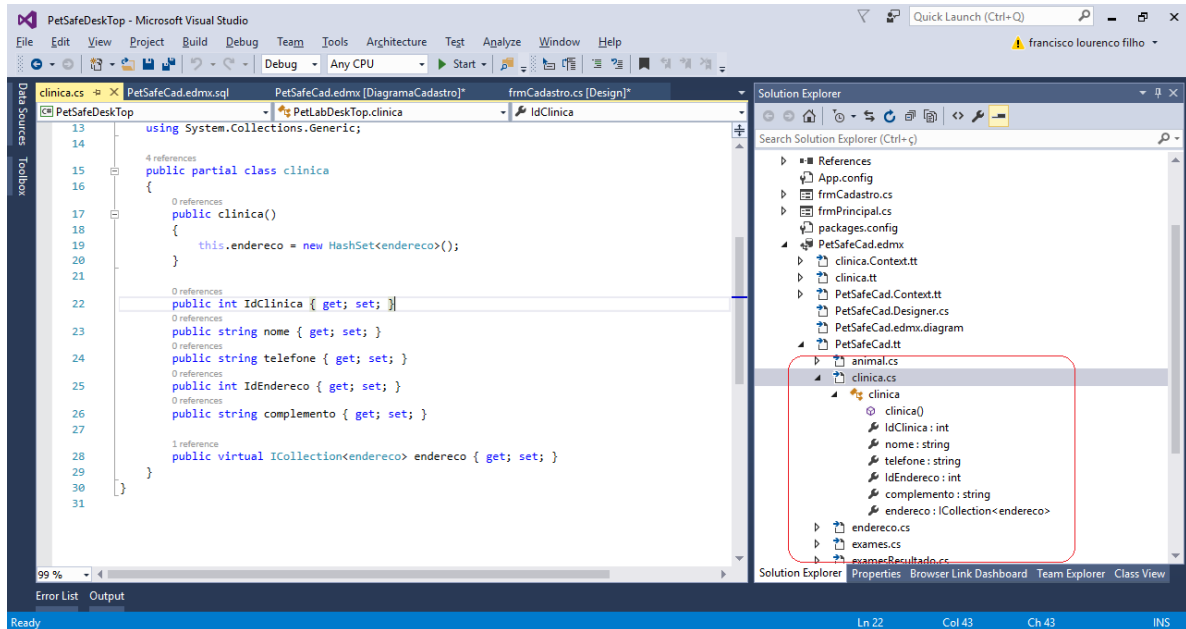 PetSafeDeskTop - Microsoft Visual Studio
Quick Launch (Ctrl+Q)
File Edit View Project Build Debug Team Tools Architecture Test Analyze Window Help
francisco lourenco filho
Debug Any CPU Start
Data Sources
Toolbox
clinica.cs PetSafeCad.edmx.sql PetSafeCad.edmx [DiagramaCadastro]* frmCadastro.cs [Design]*
PetSafeDeskTop PetLabDeskTop.clinica IdClinica
13 using System.Collections.Generic;
14
4 references
15 public partial class clinica
16 {
0 references
17 public clinica()
18 {
19 this.endereco = new HashSet<endereco>();
20 }
21
0 references
22 public int IdClinica { get; set; }
0 references
23 public string nome { get; set; }
0 references
24 public string telefone { get; set; }
0 references
25 public int IdEndereco { get; set; }
0 references
26 public string complemento { get; set; }
27
1 reference
28 public virtual ICollection<endereco> endereco { get; set; }
29 }
30 }
31
99 %
Solution Explorer
Search Solution Explorer (Ctrl+ç)
References
App.config
frmCadastro.cs
frmPrincipal.cs
packages.config
PetSafeCad.edmx
clinica.Context.tt
clinica.tt
PetSafeCad.Context.tt
PetSafeCad.Designer.cs
PetSafeCad.edmx.diagram
PetSafeCad.tt
animal.cs
clinica.cs
clinica
clinica()
IdClinica : int
nome : string
telefone : string
IdEndereco : int
complemento : string
endereco : ICollection<endereco>
endereco.cs
exames.cs
examesResultado.cs
Solution Explorer Properties Browser Link Dashboard Team Explorer Class View
Error List Output
Ready Ln 22 Col 43 Ch 43 INS